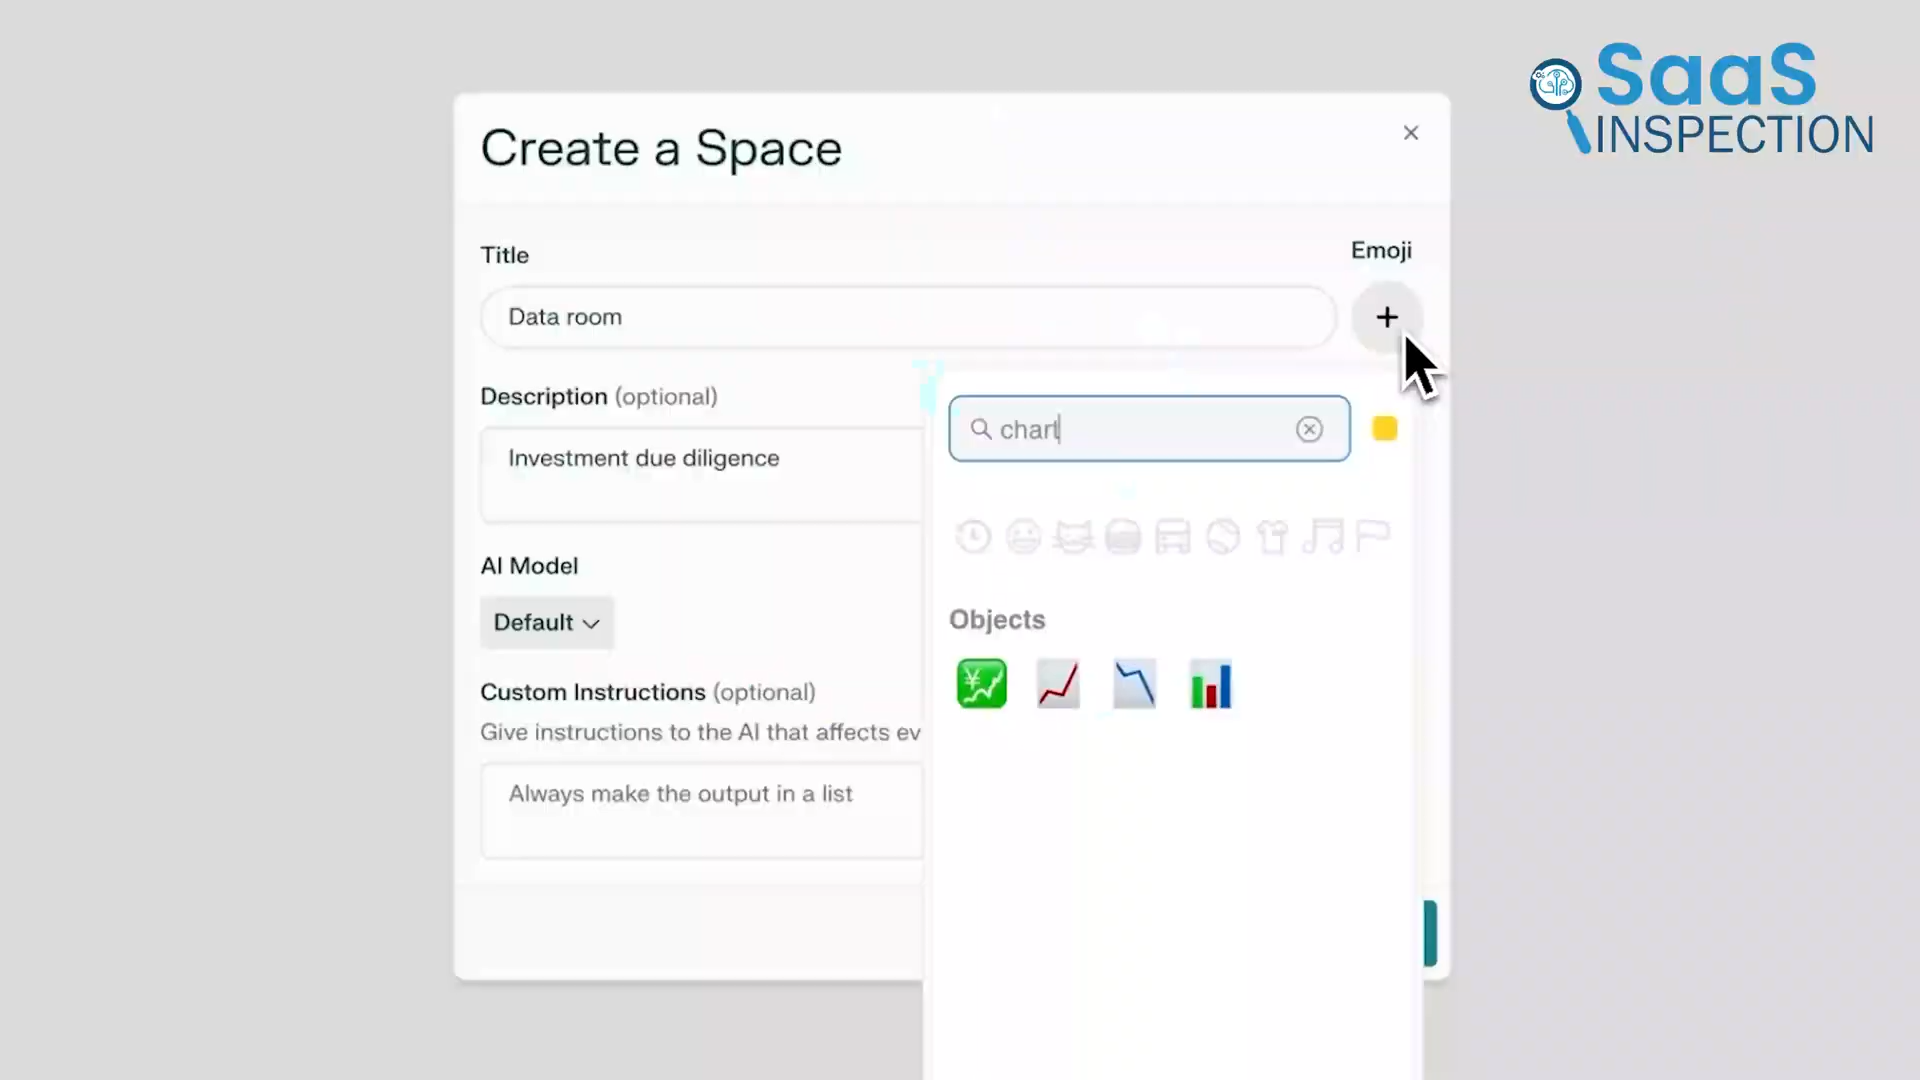 SaaS
INSPECTION
Create a Space
Title
Emoji
Data room
Description (optional)
chart
Investment due diligence
AI Model
Default
Objects
Custom Instructions (optional)
Give instructions to the AI that affects ev
Always make the output in a list